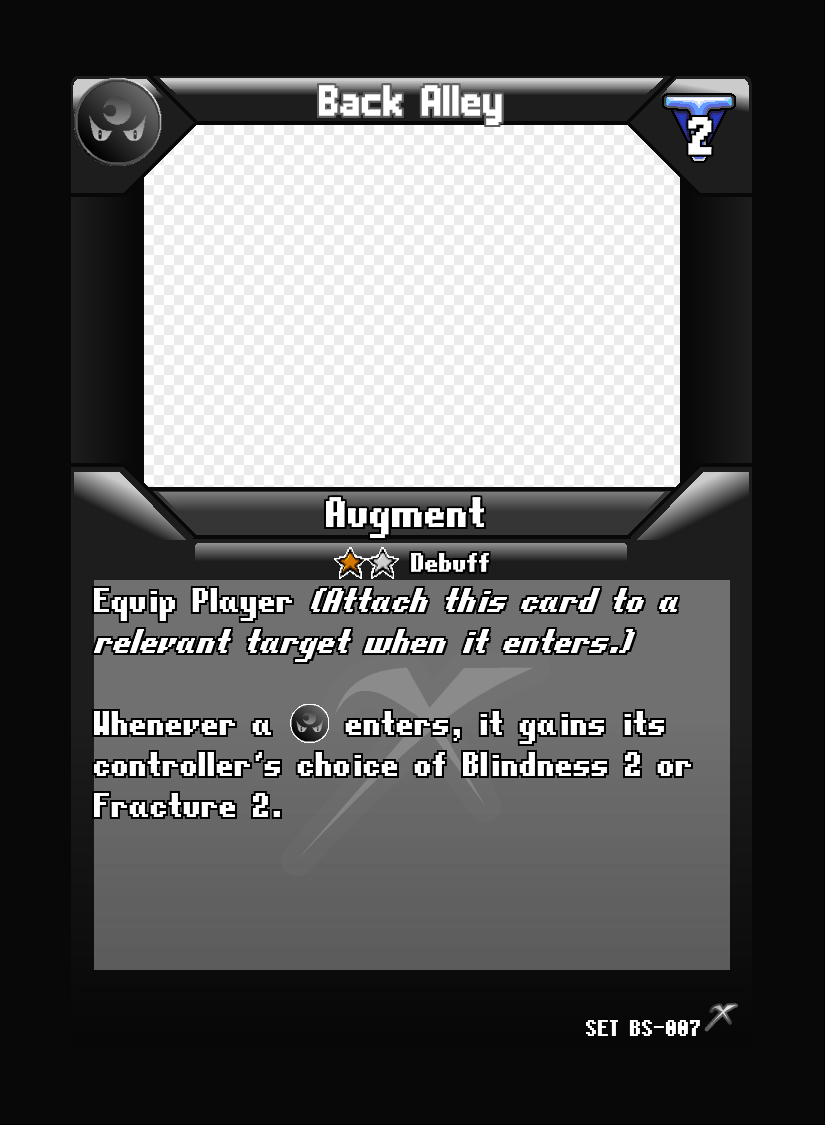 Back Alley
2
Augment
Debuff
Equip Player (Attach this card to a
relevant target when it enters.)
Whenever a enters, it gains its
controller's choice of Blindness 2 or
Fracture 2.
SET BS-007